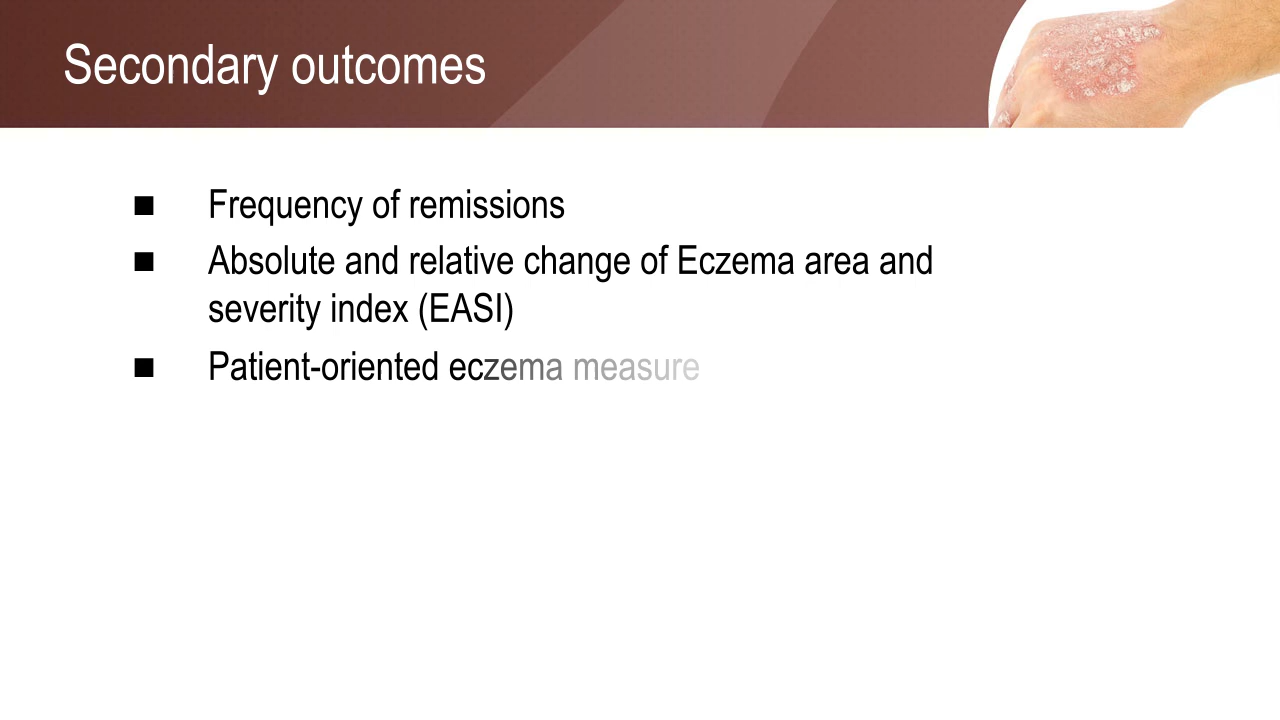 Secondary outcomes
■ Frequency of remissions
■ Absolute and relative change of Eczema area and
severity index (EASI)
■ Patient-oriented eczema measure